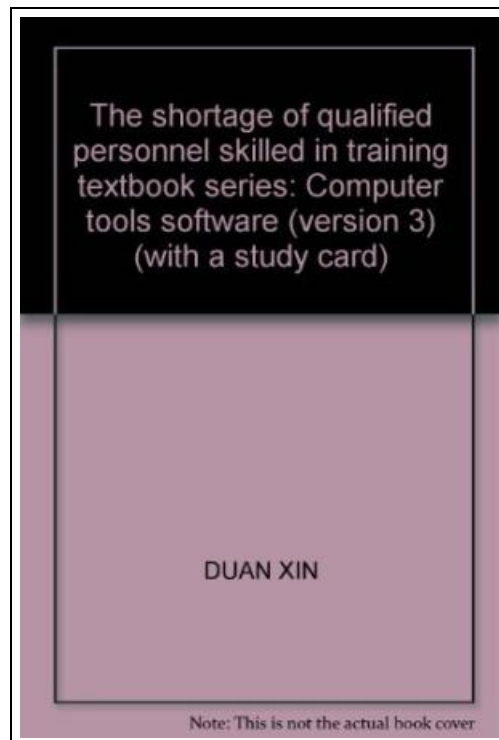 The shortage of qualified
personnel skilled in training
textbook series: Computer
tools software (version 3)
(with a study card)
DUAN XIN
Note: This is not the actual book cover